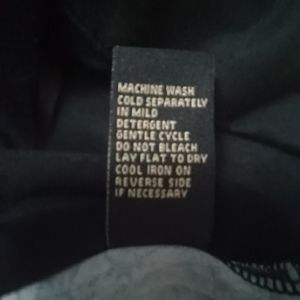 MACHINE WASH
COLD SEPARATELY
IN MILD
DETERGENT
GENTLE CYCLE
DO NOT BLEACH
LAY FLAT TO DRY
COOL IRON ON
REVERSE SIDE
IF NECESSARY